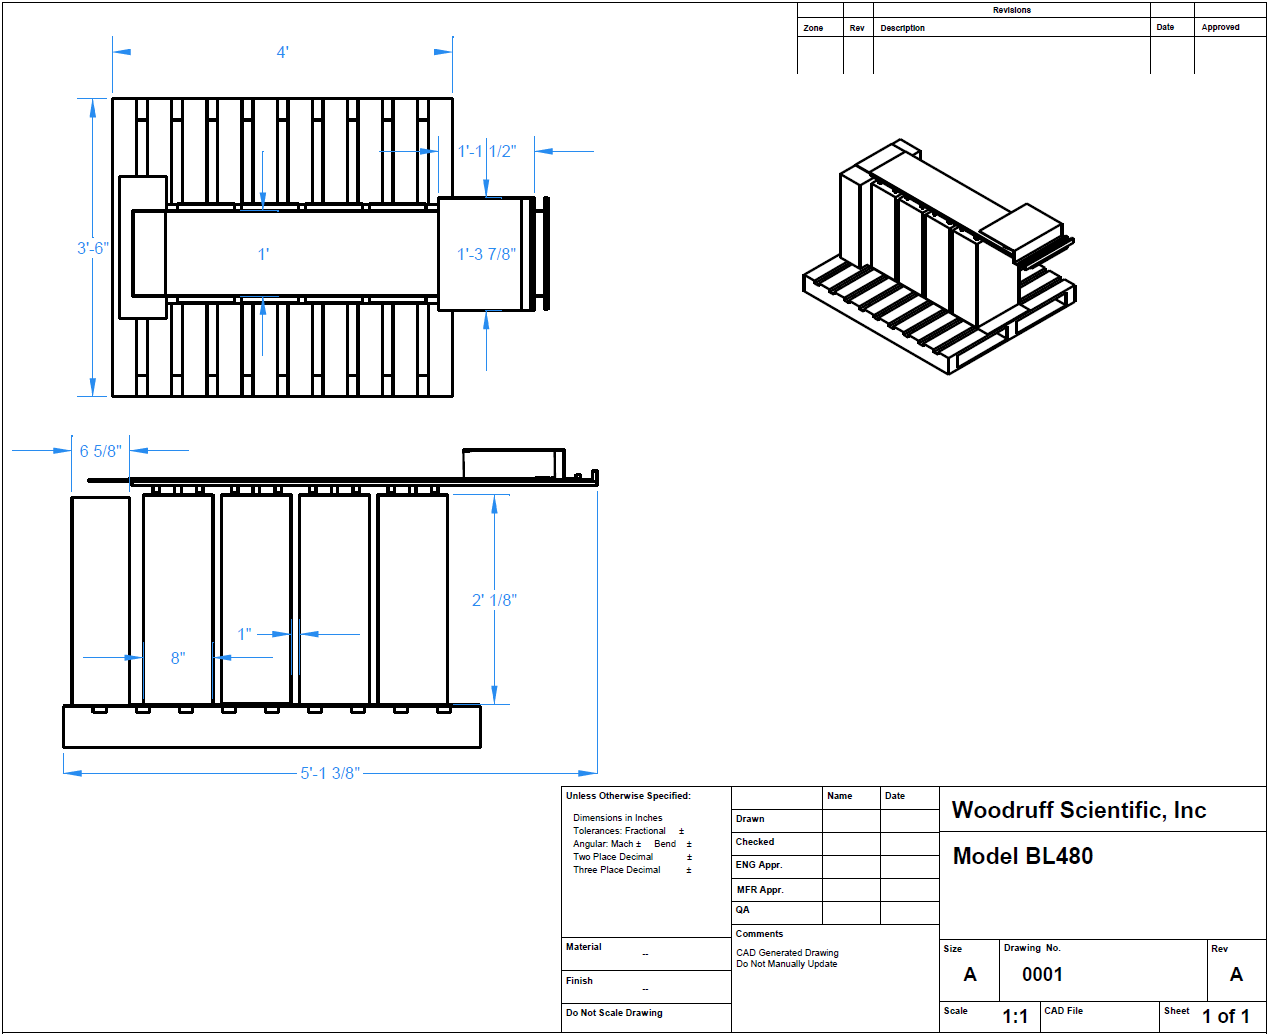 Revisions
Zone Rev Description Date Approved
4'
1'-1 1/2"
3'-6"
1'
1'-3 7/8"
6 5/8"
2' 1/8"
1"
8"
5'-1 3/8"
Unless Otherwise Specified:
Dimensions in Inches
Tolerances: Fractional ±
Angular: Mach ± Bend ±
Two Place Decimal ±
Three Place Decimal ±
Material
--
Finish
--
Do Not Scale Drawing
Name Date
Drawn
Checked
ENG Appr.
MFR Appr.
QA
Comments
CAD Generated Drawing
Do Not Manually Update
Woodruff Scientific, Inc
Model BL480
Size Drawing No. Rev
A 0001 A
Scale 1:1 CAD File Sheet 1 of 1